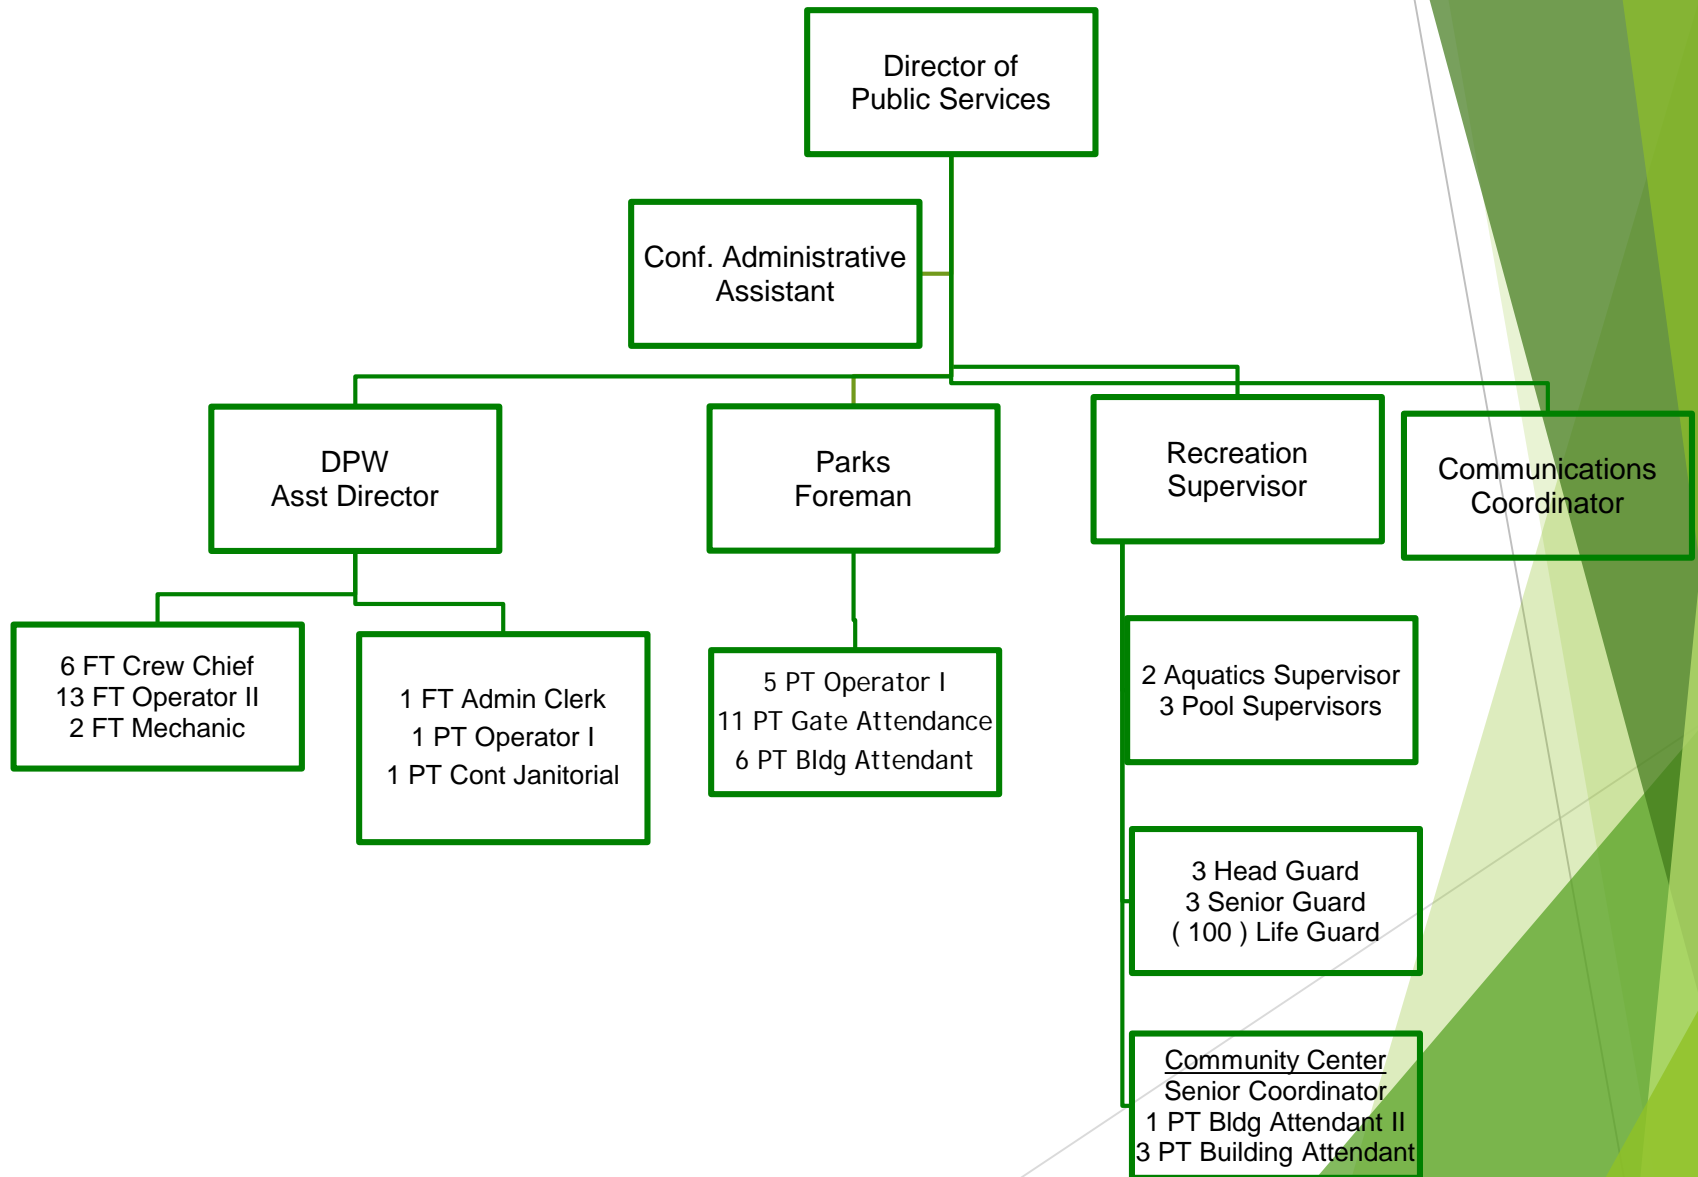 Director of
Public Services
Conf. Administrative
Assistant
DPW
Asst Director
Parks
Foreman
Recreation
Supervisor
Communications
Coordinator
6 FT Crew Chief
13 FT Operator II
2 FT Mechanic
1 FT Admin Clerk
1 PT Operator I
1 PT Cont Janitorial
5 PT Operator I
11 PT Gate Attendance
6 PT Bldg Attendant
2 Aquatics Supervisor
3 Pool Supervisors
3 Head Guard
3 Senior Guard
( 100 ) Life Guard
Community Center
Senior Coordinator
1 PT Bldg Attendant II
3 PT Building Attendant